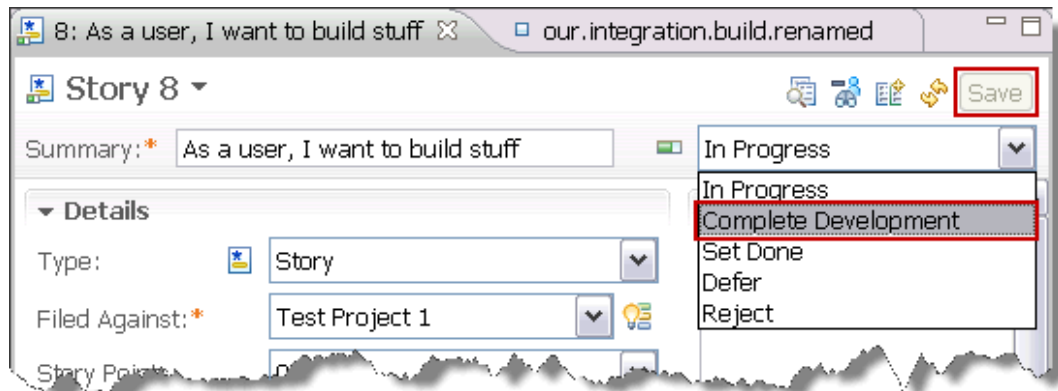 8: As a user, I want to build stuff
our.integration.build.renamed
Story 8
Save
Summary:* As a user, I want to build stuff
In Progress
In Progress
Complete Development
Set Done
Defer
Reject
Details
Type: Story
Filed Against:* Test Project 1
Story Points